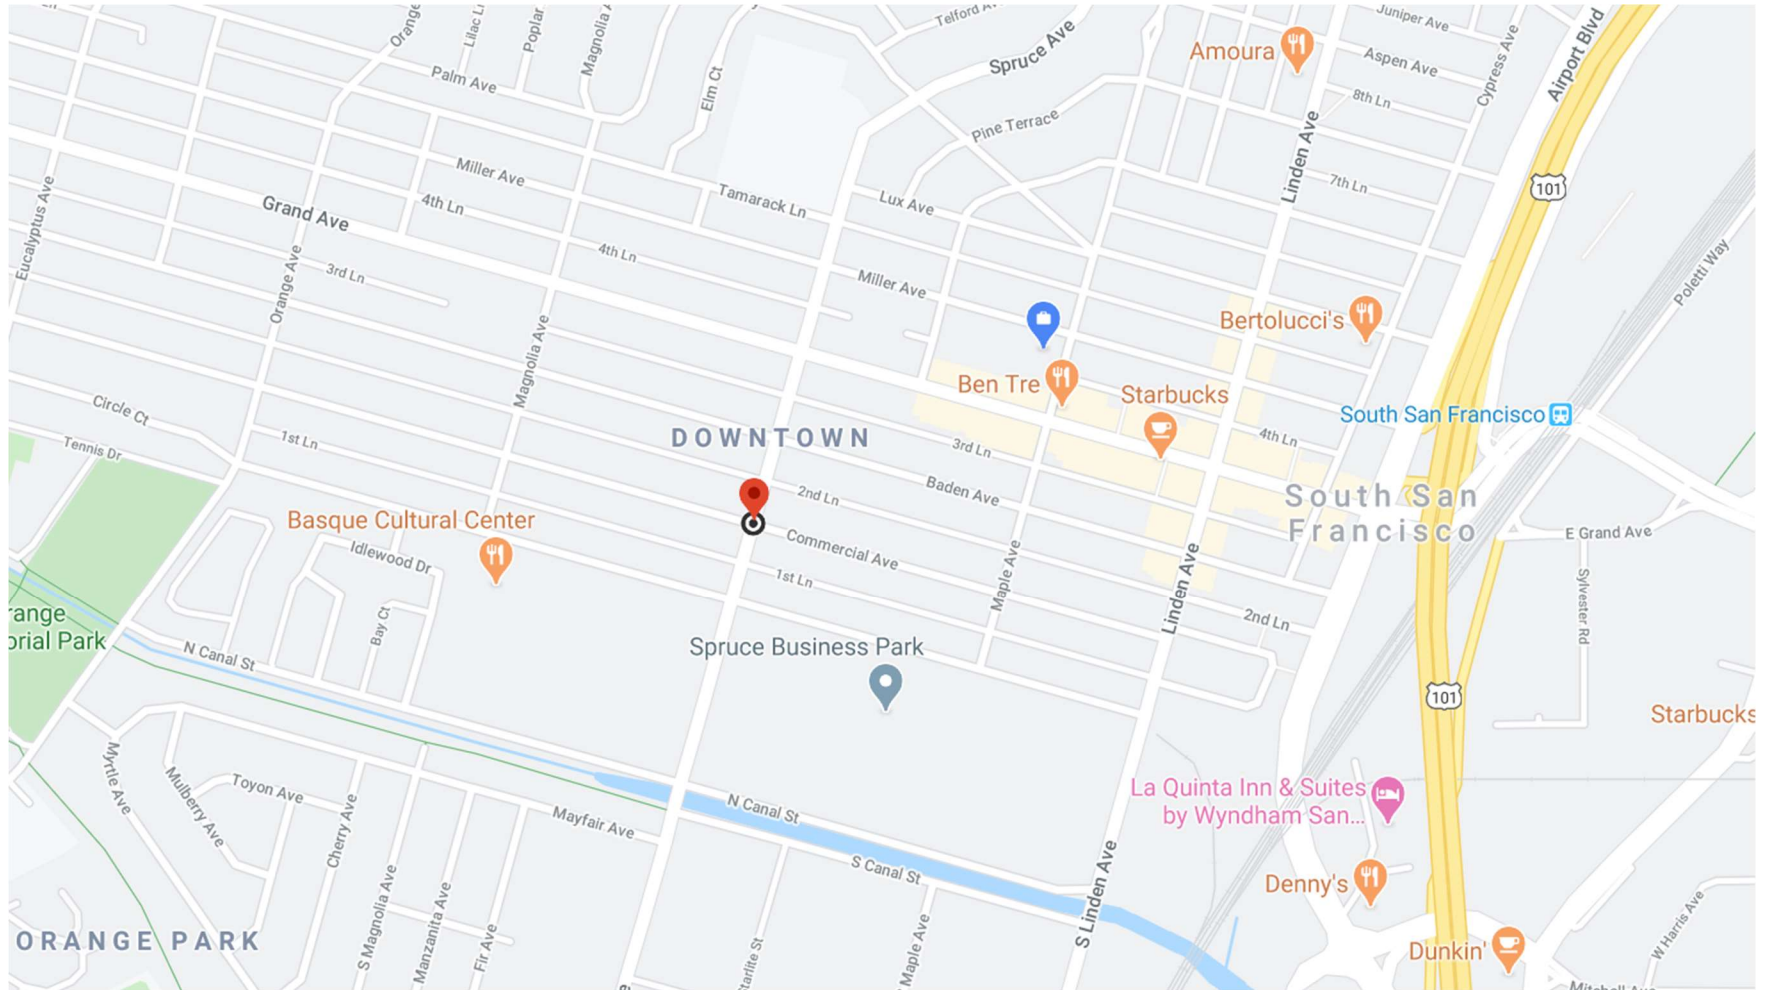 Orange
Lilac L
Poplar
Magnolia A
Telford Av
Juniper Ave
Spruce Ave
Amoura
Aspen Ave
Cypress Ave
Airport Blvd
Palm Ave
Elm Ct
8th Ln
Pine Terrace
Linden Ave
101
Miller Ave
7th Ln
Eucalyptus Ave
Grand Ave
4th Ln
Tamarack Ln
Lux Ave
Orange Ave
3rd Ln
4th Ln
Miller Ave
Poletti Way
Bertolucci's
Magnolia Ave
Ben Tre
Starbucks
South San Francisco
Circle Ct
Tennis Dr
1st Ln
DOWNTOWN
3rd Ln
4th Ln
2nd Ln
Baden Ave
South San
Francisco
Basque Cultural Center
Idlewood Dr
Commercial Ave
E Grand Ave
1st Ln
Maple Ave
Linden Ave
Sylvester Rd
range
orial Park
Bay Ct
2nd Ln
N Canal St
Spruce Business Park
101
Starbucks
Myrtle Ave
Mulberry Ave
Toyon Ave
Cherry Ave
Mayfair Ave
N Canal St
La Quinta Inn & Suites
by Wyndham San...
S Canal St
S Linden Ave
Denny's
ORANGE PARK
S Magnolia Ave
Manzanita Ave
Fir Ave
Starlite St
Maple Ave
Dunkin'
W Harris Ave
Mitchell Ave